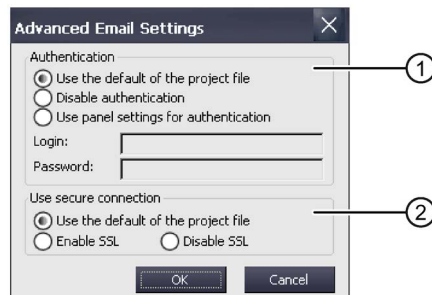 Advanced Email Settings
Authentication
Use the default of the project file
Disable authentication
Use panel settings for authentication
Login:
Password:
Use secure connection
Use the default of the project file
Enable SSL Disable SSL
OK Cancel
1
2